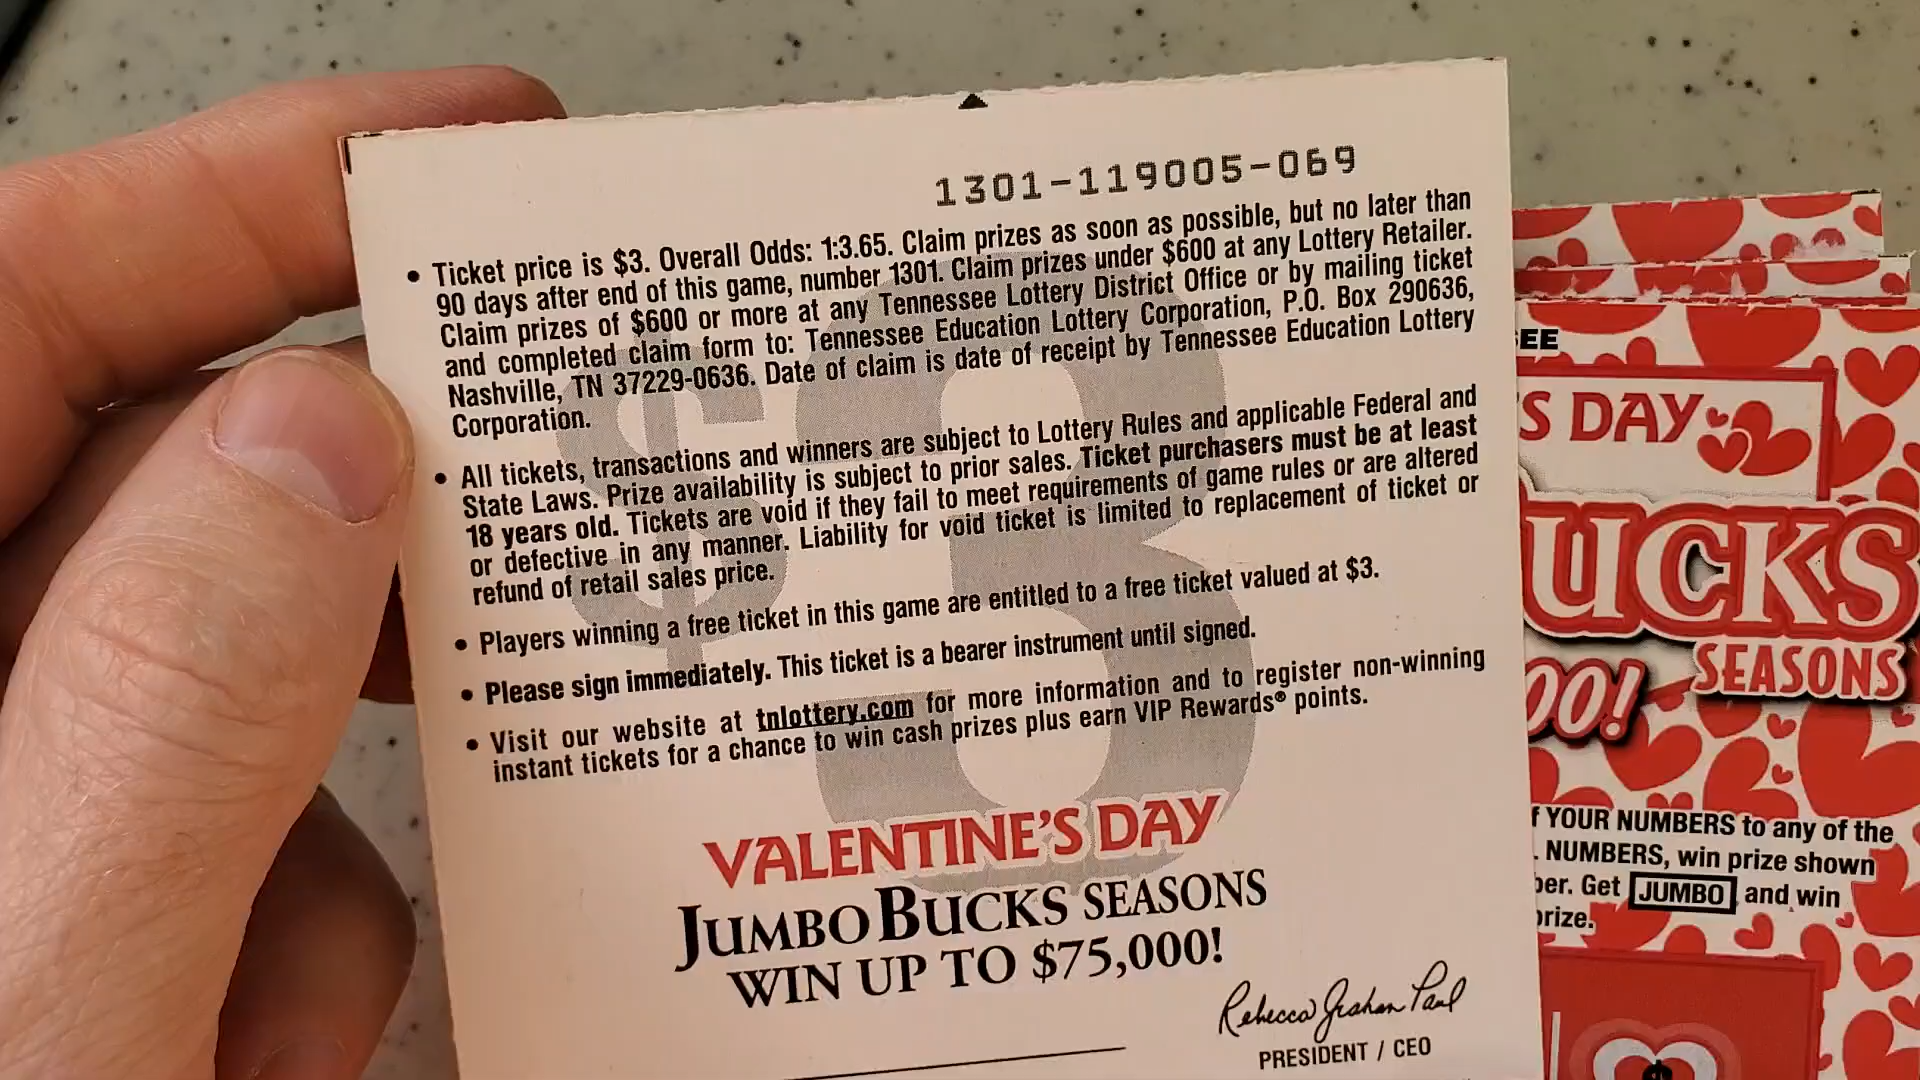 1301-119005-069
• Ticket price is $3. Overall Odds: 1:3.65. Claim prizes as soon as possible, but no later than
90 days after end of this game, number 1301. Claim prizes under $600 at any Lottery Retailer.
Claim prizes of $600 or more at any Tennessee Lottery District Office or by mailing ticket
and completed claim form to: Tennessee Education Lottery Corporation, P.O. Box 290636,
Nashville, TN 37229-0636. Date of claim is date of receipt by Tennessee Education Lottery
Corporation.
• All tickets, transactions and winners are subject to Lottery Rules and applicable Federal and
State Laws. Prize availability is subject to prior sales. Ticket purchasers must be at least
18 years old. Tickets are void if they fail to meet requirements of game rules or are altered
or defective in any manner. Liability for void ticket is limited to replacement of ticket or
refund of retail sales price.
• Players winning a free ticket in this game are entitled to a free ticket valued at $3.
• Please sign immediately. This ticket is a bearer instrument until signed.
• Visit our website at tnlottery.com for more information and to register non-winning
instant tickets for a chance to win cash prizes plus earn VIP Rewards® points.
$3
VALENTINE'S DAY
JUMBO BUCKS SEASONS
WIN UP TO $75,000!
Rebecca Graham Paul
PRESIDENT / CEO
EE
S DAY
UCKS
SEASONS
00!
f YOUR NUMBERS to any of the
. NUMBERS, win prize shown
ber. Get JUMBO and win
prize.
$